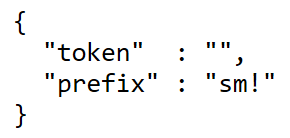 {
  "token"  : "",
  "prefix" : "sm!"
}